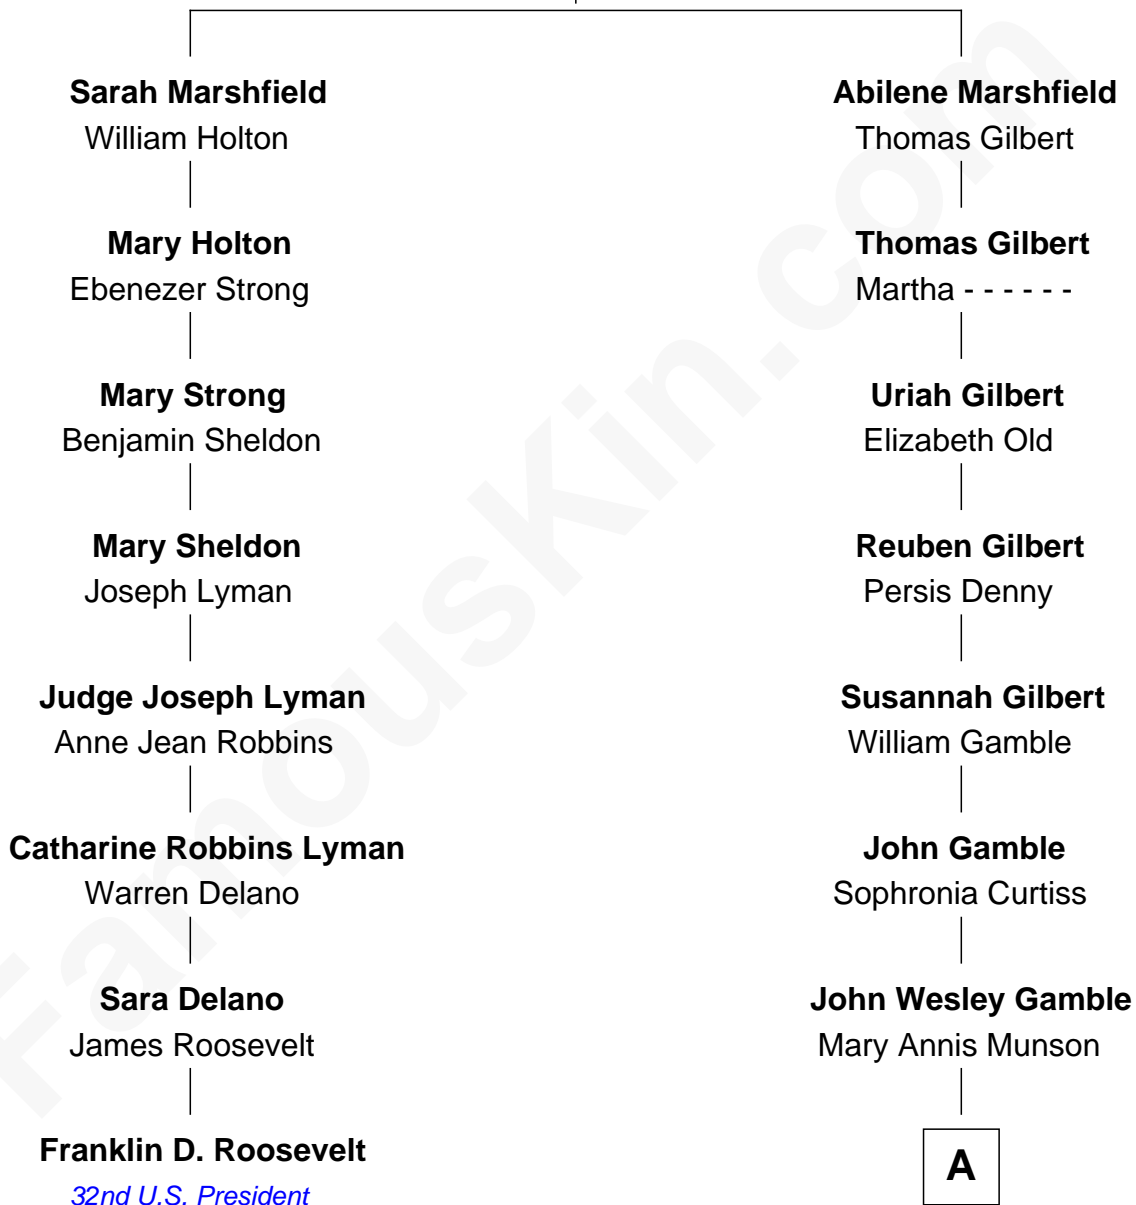 Sarah Marshfield
William Holton
Mary Holton
Ebenezer Strong
Mary Strong
Benjamin Sheldon
Mary Sheldon
Joseph Lyman
Judge Joseph Lyman
Anne Jean Robbins
Catharine Robbins Lyman
Warren Delano
Sara Delano
James Roosevelt
Franklin D. Roosevelt
32nd U.S. President
Abilene Marshfield
Thomas Gilbert
Thomas Gilbert
Martha - - - - - -
Uriah Gilbert
Elizabeth Old
Reuben Gilbert
Persis Denny
Susannah Gilbert
William Gamble
John Gamble
Sophronia Curtiss
John Wesley Gamble
Mary Annis Munson
A
FamousKin.com